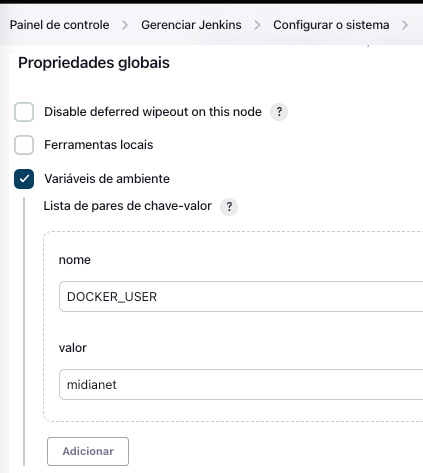 Painel de controle > Gerenciar Jenkins > Configurar o sistema >
Propriedades globais
Disable deferred wipeout on this node ?
Ferramentas locais
Variáveis de ambiente
Lista de pares de chave-valor ?
nome
DOCKER_USER
valor
midianet
Adicionar